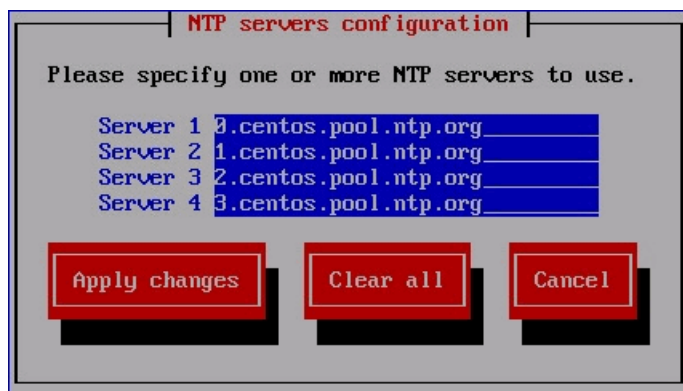 NTP servers configuration
Please specify one or more NTP servers to use.
Server 1 0.centos.pool.ntp.org
Server 2 1.centos.pool.ntp.org
Server 3 2.centos.pool.ntp.org
Server 4 3.centos.pool.ntp.org
Apply changes Clear all Cancel